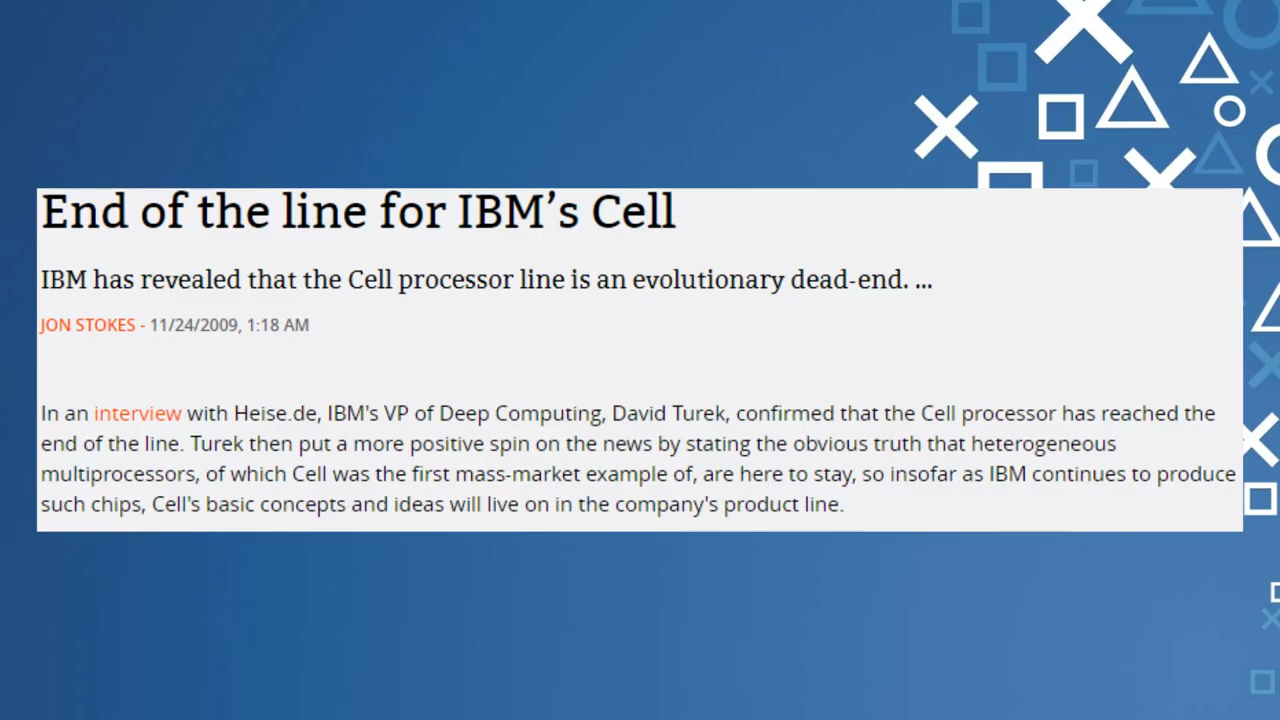 End of the line for IBM’s Cell
IBM has revealed that the Cell processor line is an evolutionary dead-end. ...
JON STOKES - 11/24/2009, 1:18 AM
In an interview with Heise.de, IBM's VP of Deep Computing, David Turek, confirmed that the Cell processor has reached the
end of the line. Turek then put a more positive spin on the news by stating the obvious truth that heterogeneous
multiprocessors, of which Cell was the first mass-market example of, are here to stay, so insofar as IBM continues to produce
such chips, Cell's basic concepts and ideas will live on in the company's product line.